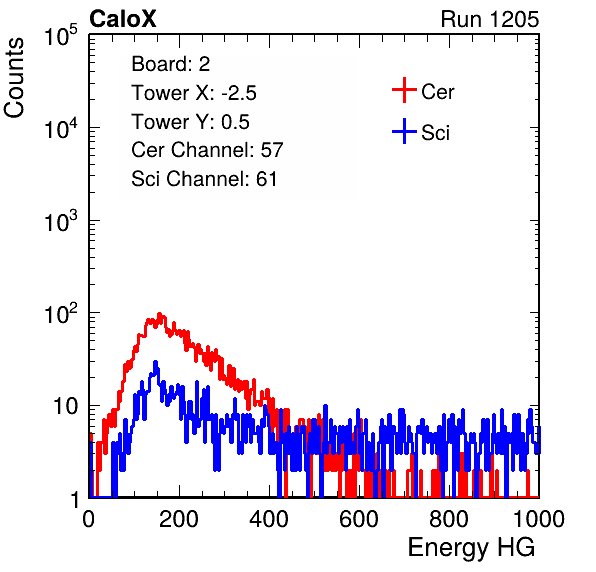 CaloX Run 1205
Counts
Board: 2
Tower X: -2.5
Tower Y: 0.5
Cer Channel: 57
Sci Channel: 61
Cer
Sci
10^5
10^4
10^3
10^2
10
1
0 200 400 600 800 1000
Energy HG